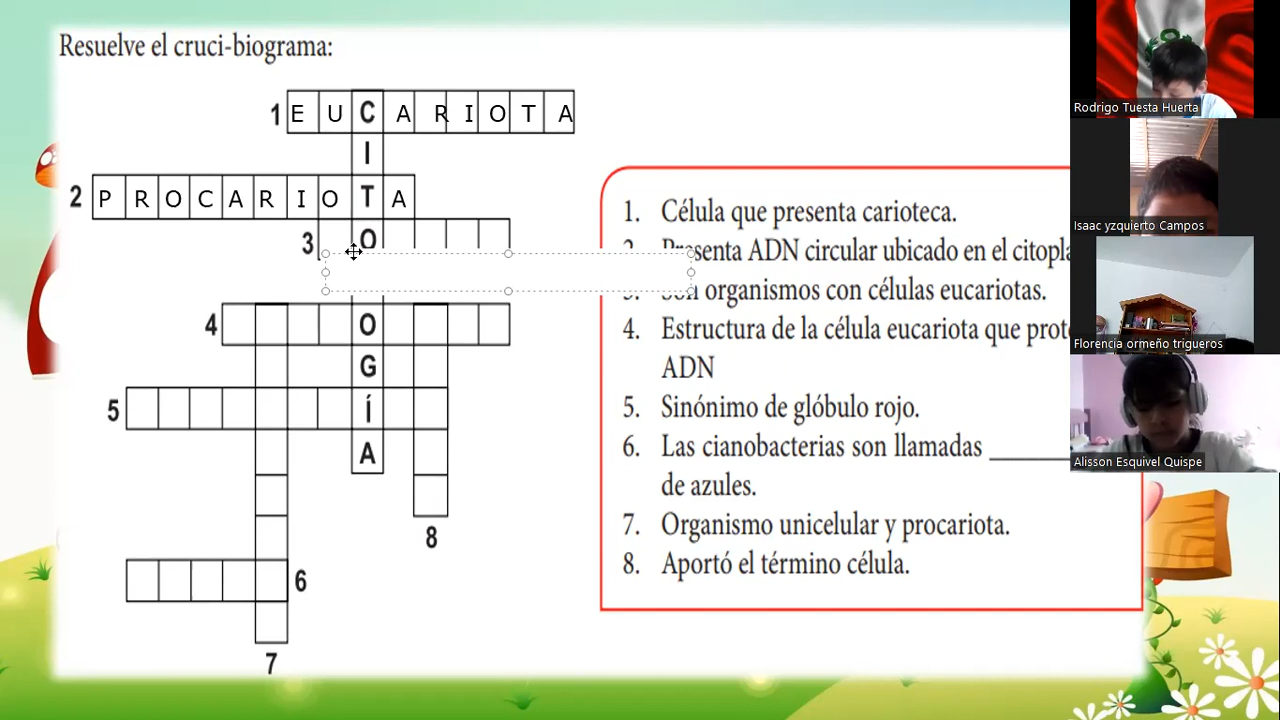 Resuelve el cruci-biograma:
1 E U C A R I O T A
I
2 P R O C A R I O T A
3 O
4 O
G
5 í
A
8
6
7
1. Célula que presenta carioteca.
ADN circular ubicado en el
organismos con células eucariotas.
4. Estructura de la célula eucariota que
ADN
5. Sinónimo de glóbulo rojo.
6. Las cianobacterias son llamadas ______
de azules.
7. Organismo unicelular y procariota.
8. Aportó el término célula.
Rodrigo Tuesta Huerta
Isaac yzquierto Campos
Florencia ormeño trigueros
Alisson Esquivel Quispe